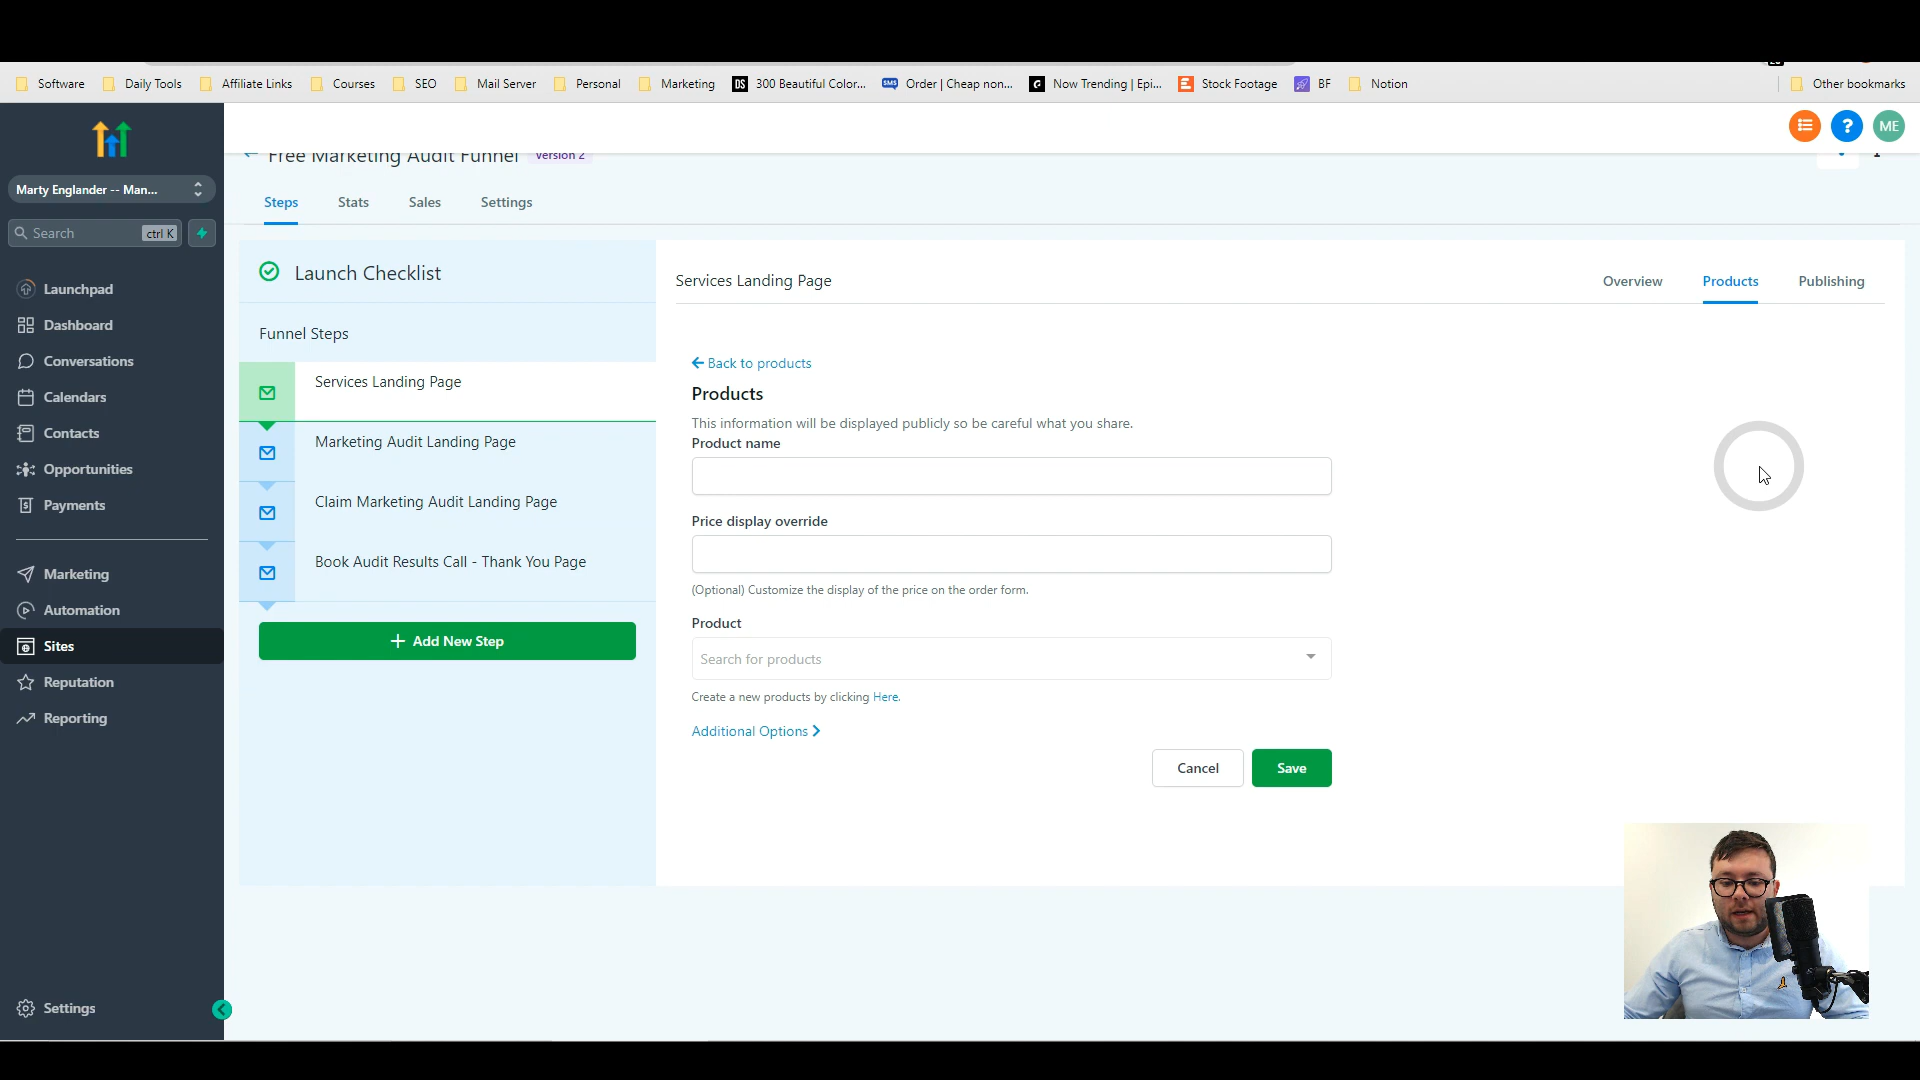 Software
Daily Tools
Affiliate Links
Courses
SEO
Mail Server
Personal
Marketing
DS
300 Beautiful Color...
SMS
Order | Cheap non...
Now Trending | Epi...
Stock Footage
BF
Notion
Other bookmarks
?
ME
Free Marketing Audit Funnel
Version 2
Marty Englander -- Man...
Search
ctrl K
Steps
Stats
Sales
Settings
Launchpad
Dashboard
Conversations
Calendars
Contacts
Opportunities
Payments
Marketing
Automation
Sites
Reputation
Reporting
Settings
Launch Checklist
Funnel Steps
Services Landing Page
Marketing Audit Landing Page
Claim Marketing Audit Landing Page
Book Audit Results Call - Thank You Page
+ Add New Step
Services Landing Page
Overview
Products
Publishing
Back to products
Products
This information will be displayed publicly so be careful what you share.
Product name
Price display override
(Optional) Customize the display of the price on the order form.
Product
Search for products
Create a new products by clicking Here.
Additional Options
Cancel
Save